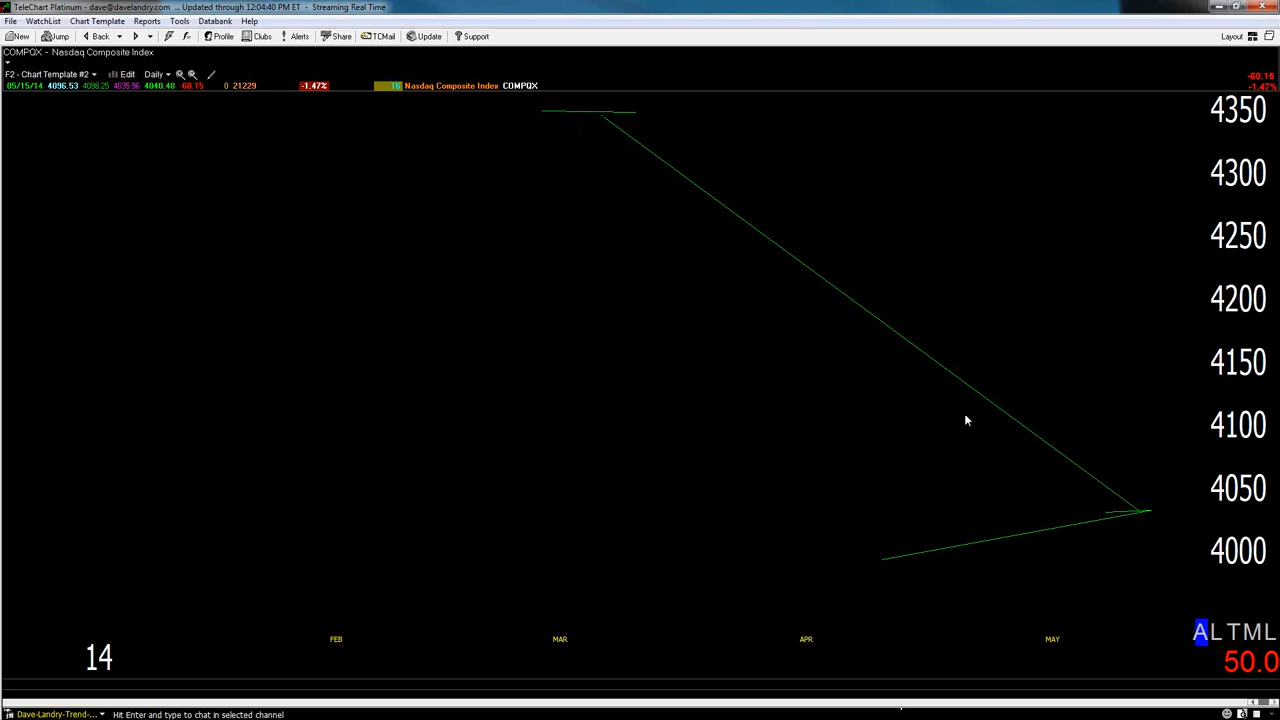 TeleChart Platinum - dave@davelandry.com ... Updated through 12:04:40 PM ET - Streaming Real Time
File WatchList Chart Template Reports Tools Databank Help
New Jump Back Profile Clubs Alerts Share TCMail Update Support Layout
COMPQX - Nasdaq Composite Index
F2 - Chart Template #2 Edit Daily
-60.15
05/15/14 4096.53 4098.25 4035.96 4040.48 -60.15 0 21229 -1.47% 16 Nasdaq Composite Index COMPQX -1.47%
4350
4300
4250
4200
4150
4100
4050
4000
ALTML
FEB MAR APR MAY
14 50.0
Dave-Landry-Trend-... Hit Enter and type to chat in selected channel